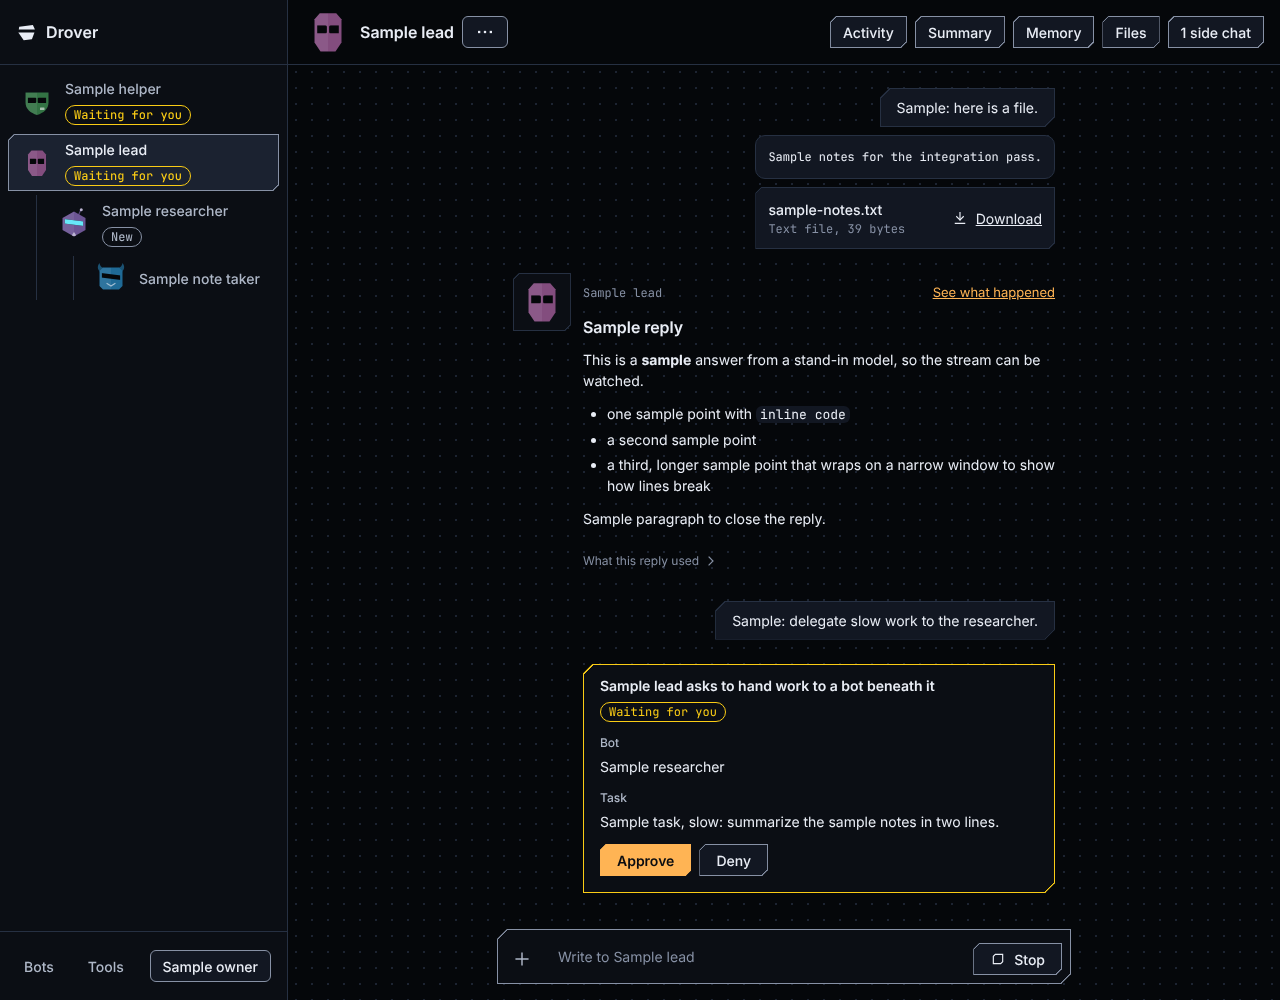 Drover
Sample helper
Waiting for you
Sample lead
Waiting for you
Sample researcher
New
Sample note taker
Bots
Tools
Sample owner
Sample lead
Activity
Summary
Memory
Files
1 side chat
Sample: here is a file.
Sample notes for the integration pass.
sample-notes.txt
Text file, 39 bytes
Download
Sample lead
See what happened
Sample reply
This is a sample answer from a stand-in model, so the stream can be
watched.
one sample point with inline code
a second sample point
a third, longer sample point that wraps on a narrow window to show
how lines break
Sample paragraph to close the reply.
What this reply used
Sample: delegate slow work to the researcher.
Sample lead asks to hand work to a bot beneath it
Waiting for you
Bot
Sample researcher
Task
Sample task, slow: summarize the sample notes in two lines.
Approve
Deny
Write to Sample lead
Stop